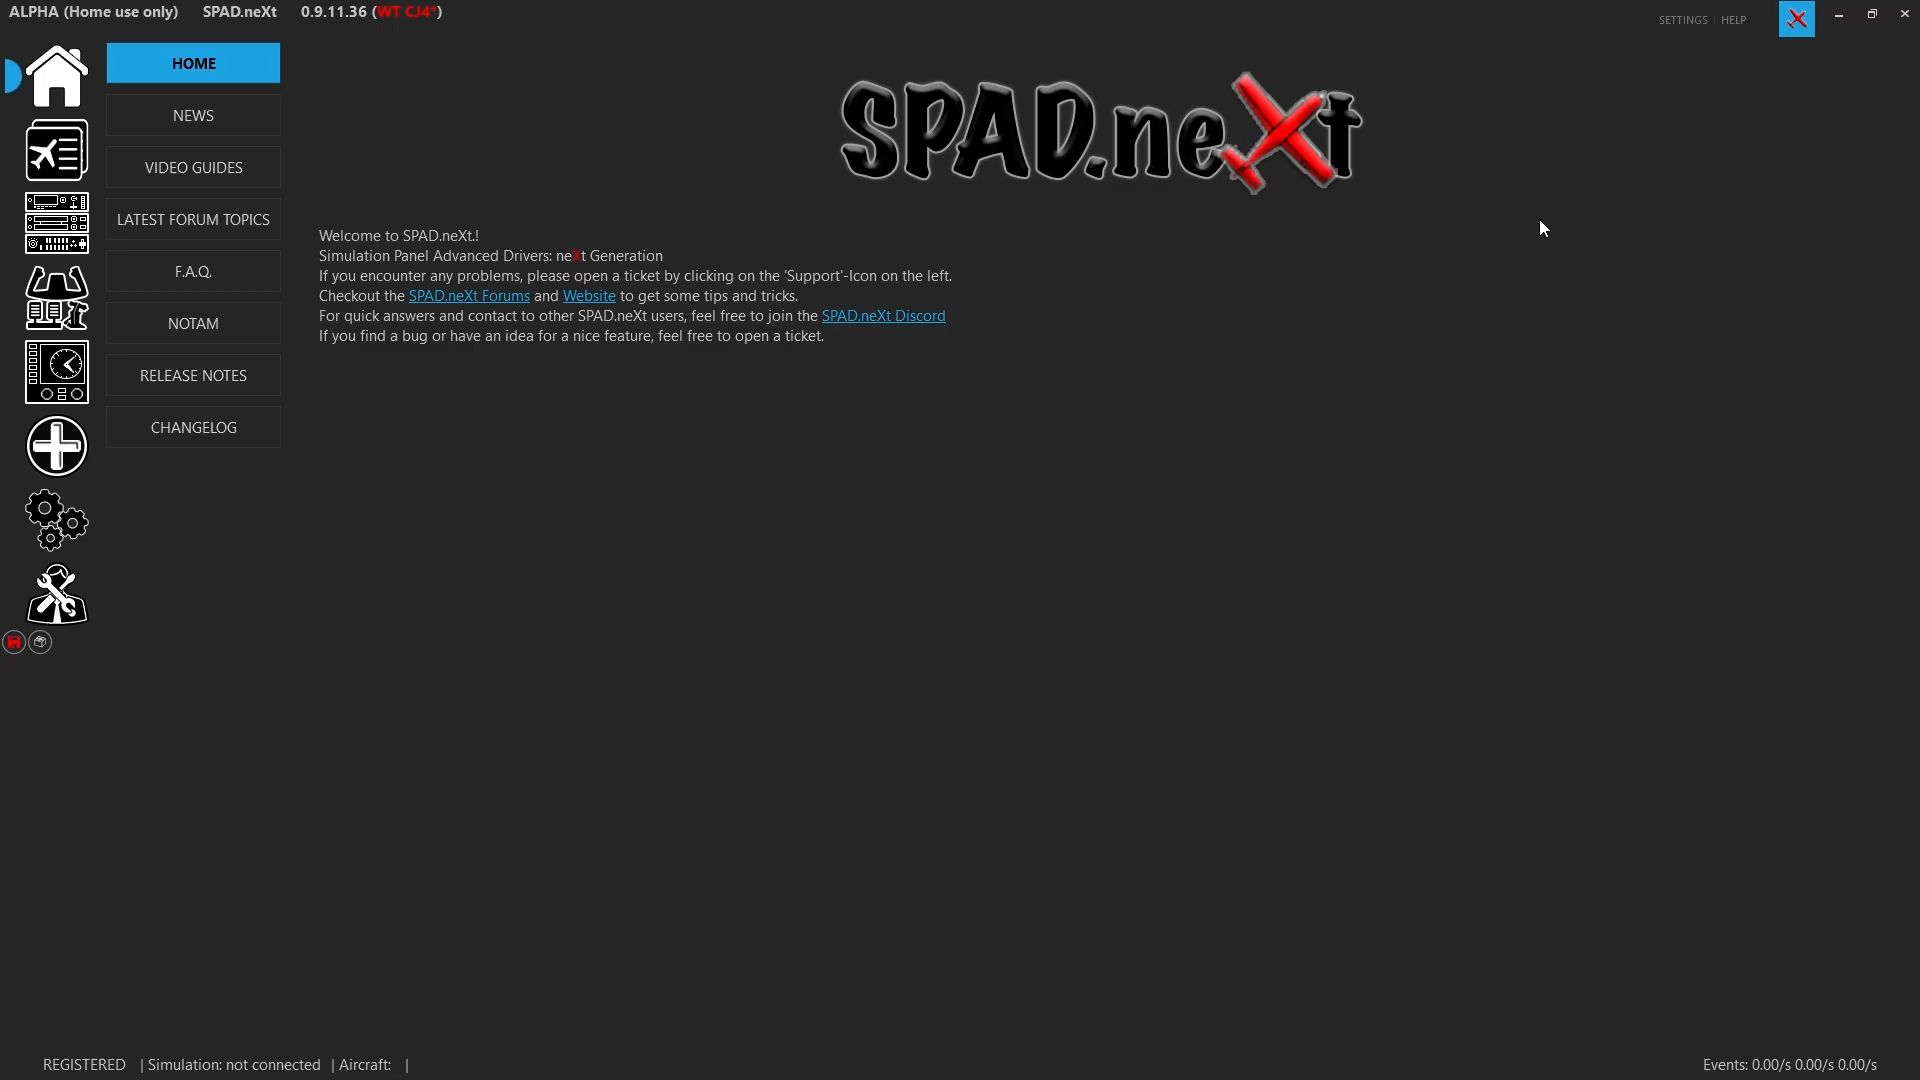 ALPHA (Home use only) SPAD.neXt 0.9.11.36 (WT CJ4*)
SETTINGS | HELP
HOME
NEWS
VIDEO GUIDES
LATEST FORUM TOPICS
F.A.Q.
NOTAM
RELEASE NOTES
CHANGELOG
SPAD.neXt
Welcome to SPAD.neXt.!
Simulation Panel Advanced Drivers: neXt Generation
If you encounter any problems, please open a ticket by clicking on the 'Support'-Icon on the left.
Checkout the SPAD.neXt Forums and Website to get some tips and tricks.
For quick answers and contact to other SPAD.neXt users, feel free to join the SPAD.neXt Discord
If you find a bug or have an idea for a nice feature, feel free to open a ticket.
REGISTERED | Simulation: not connected | Aircraft: |
Events: 0.00/s 0.00/s 0.00/s